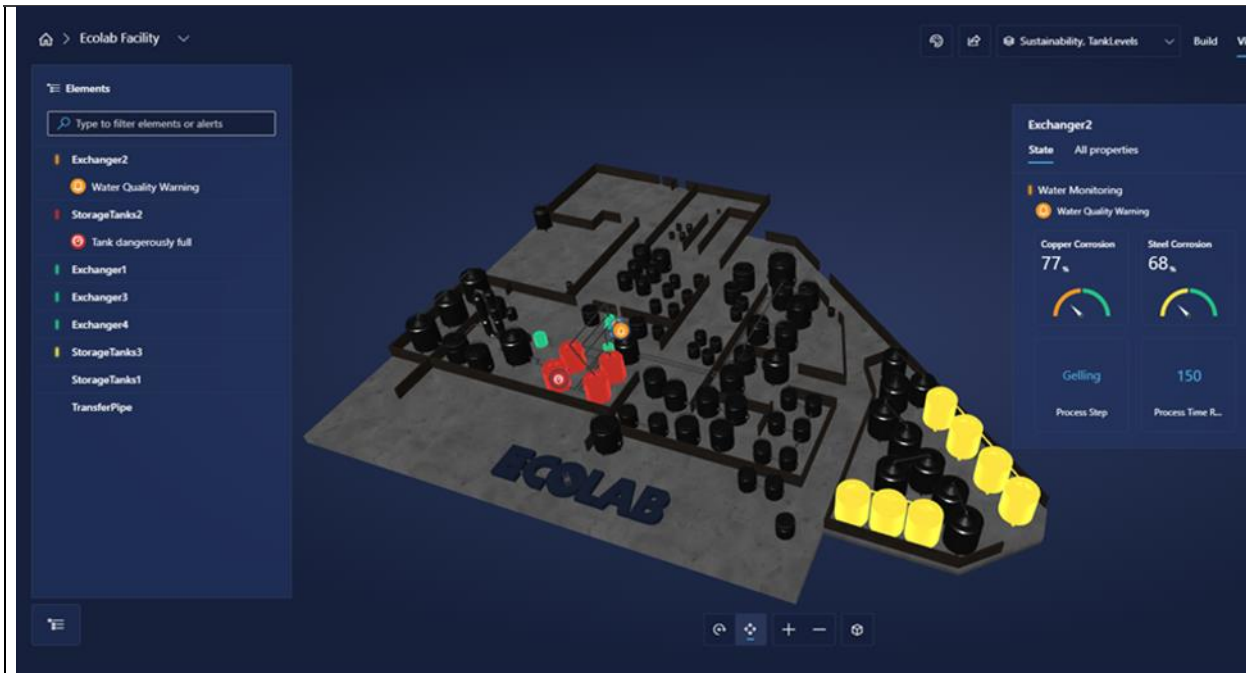 Ecolab Facility
Sustainability, TankLevels
Build
Elements
Type to filter elements or alerts
Exchanger2
Water Quality Warning
StorageTanks2
Tank dangerously full
Exchanger1
Exchanger3
Exchanger4
StorageTanks3
StorageTanks1
TransferPipe
ECOLAB
Exchanger2
State All properties
Water Monitoring
Water Quality Warning
Copper Corrosion Steel Corrosion
77% 68%
Gelling 150
Process Step Process Time R...